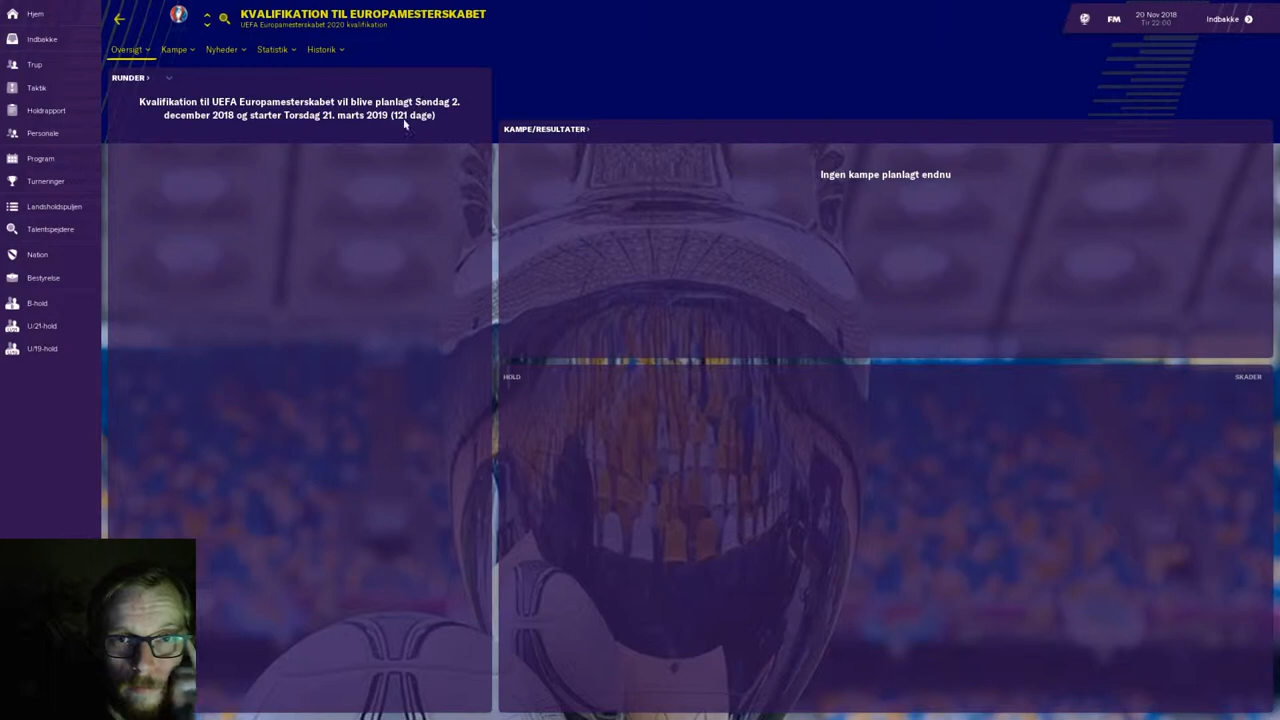 Hjem
Indbakke
Trup
Taktik
Holdrapport
Personale
Program
Turneringer
Landsholdspuljen
Talentspejdere
Nation
Bestyrelse
B-hold
U/21-hold
U/19-hold
KVALIFIKATION TIL EUROPAMESTERSKABET
UEFA Europamesterskabet 2020 kvalifikation
FM
20 Nov 2018
Tir 22:00
Indbakke
Oversigt Kampe Nyheder Statistik Historik
RUNDER
Kvalifikation til UEFA Europamesterskabet vil blive planlagt Søndag 2.
december 2018 og starter Torsdag 21. marts 2019 (121 dage)
KAMPE/RESULTATER
Ingen kampe planlagt endnu
HOLD SKADER